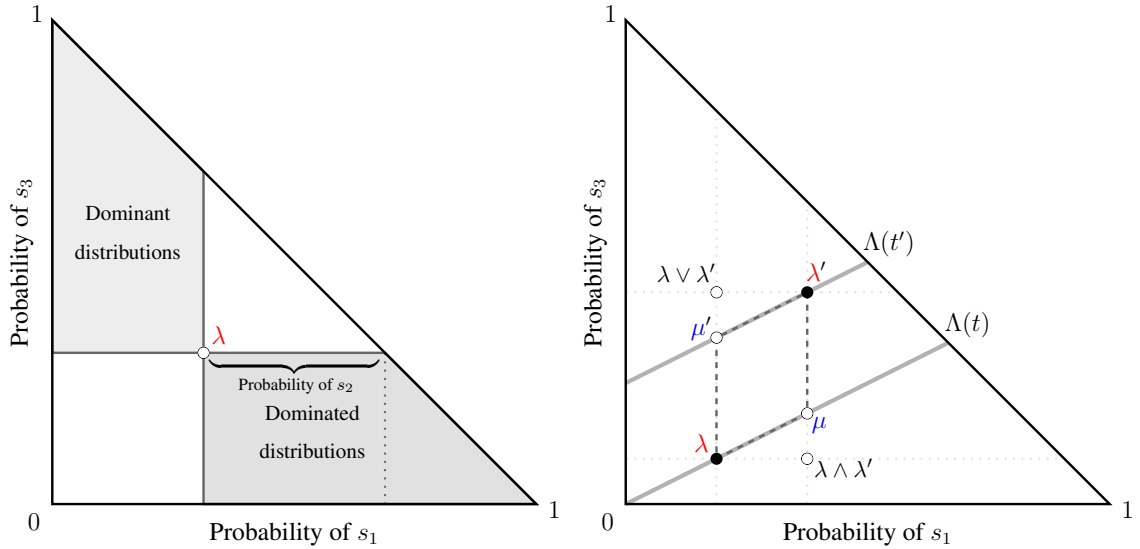 1
Probability of s₃
Dominant
distributions
λ
Probability of s₂
Dominated
distributions
0
Probability of s₁
1
1
Probability of s₃
Λ(t′)
λ ∨ λ′
λ′
μ′
Λ(t)
μ
λ
λ ∧ λ′
0
Probability of s₁
1